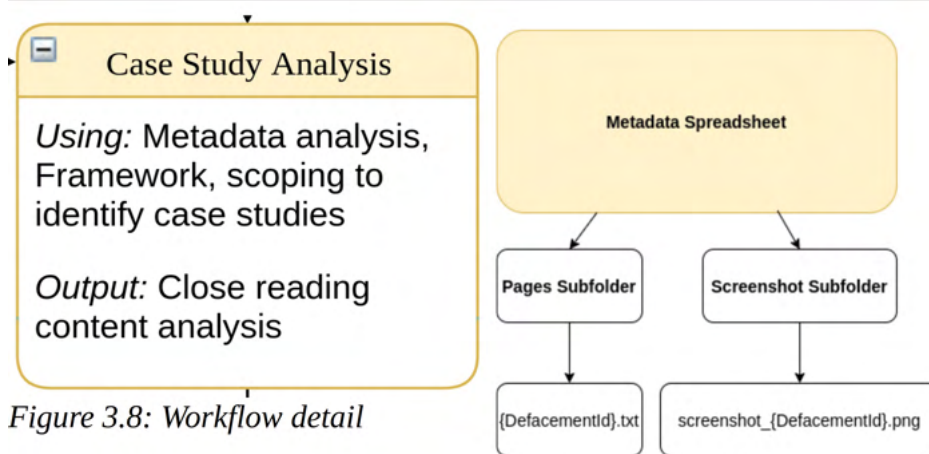 Case Study Analysis
Using: Metadata analysis,
Framework, scoping to
identify case studies
Output: Close reading
content analysis
Figure 3.8: Workflow detail
Metadata Spreadsheet
Pages Subfolder
Screenshot Subfolder
{DefacementId}.txt
screenshot_{DefacementId}.png